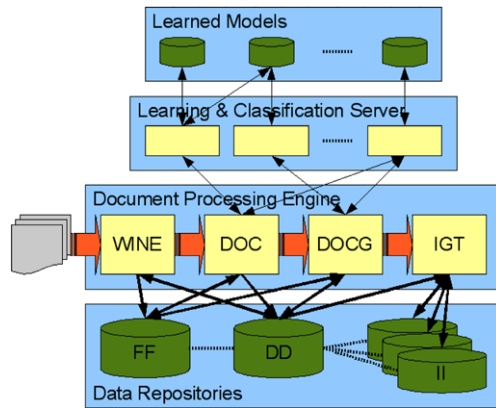 Learned Models
Learning & Classification Server
Document Processing Engine
WINE
DOC
DOCG
IGT
FF
DD
II
Data Repositories